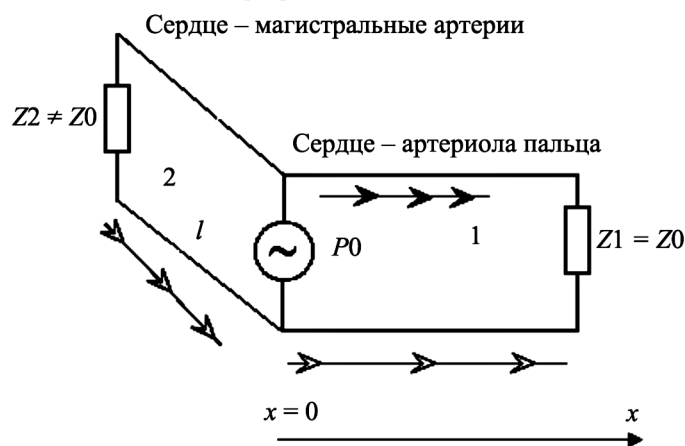 Сердце – магистральные артерии
Z2 ≠ Z0
Сердце – артериола пальца
2
l
P0
1
Z1 = Z0
x = 0
x